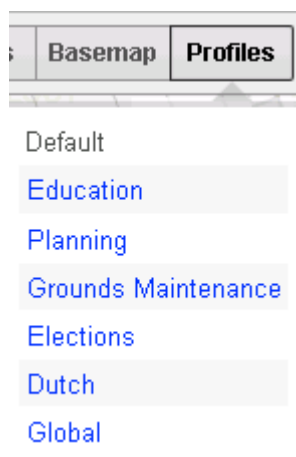 Basemap Profiles
Default
Education
Planning
Grounds Maintenance
Elections
Dutch
Global